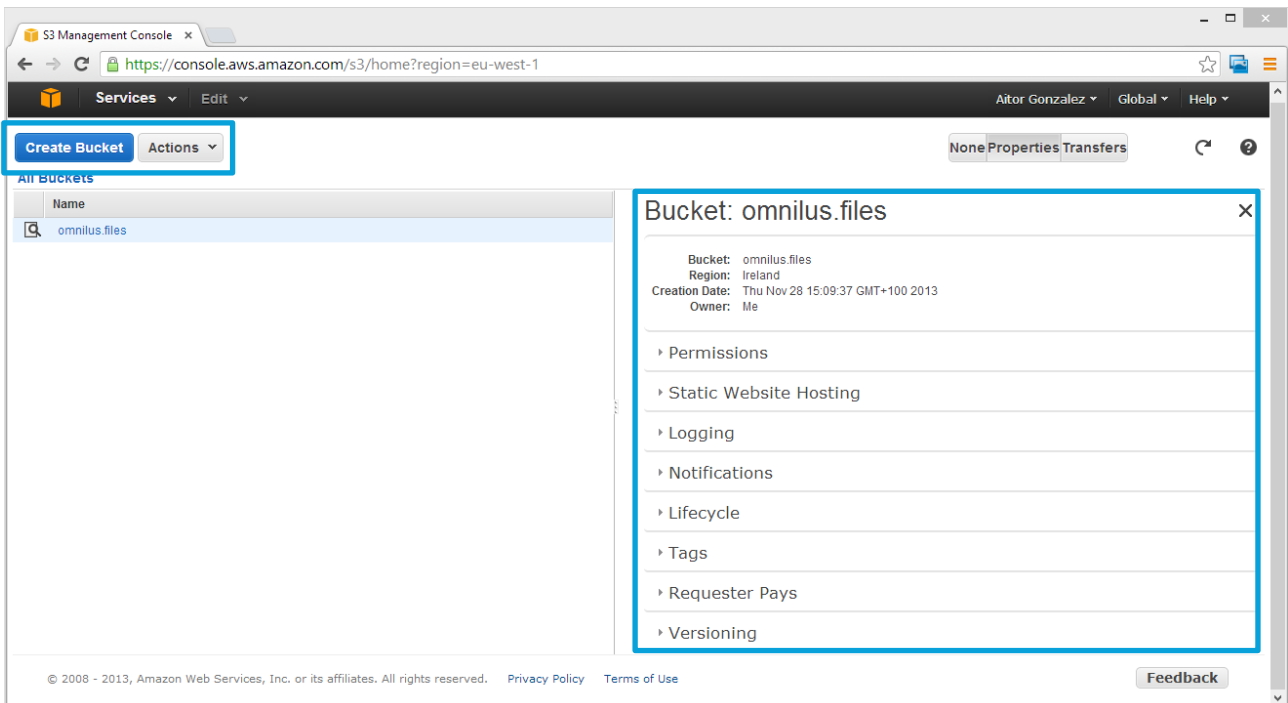 S3 Management Console
https://console.aws.amazon.com/s3/home?region=eu-west-1
Services Edit Aitor Gonzalez Global Help
Create Bucket Actions None Properties Transfers
All Buckets
Name
omnilus.files
Bucket: omnilus.files
Bucket: omnilus.files
Region: Ireland
Creation Date: Thu Nov 28 15:09:37 GMT+100 2013
Owner: Me
Permissions
Static Website Hosting
Logging
Notifications
Lifecycle
Tags
Requester Pays
Versioning
© 2008 - 2013, Amazon Web Services, Inc. or its affiliates. All rights reserved. Privacy Policy Terms of Use Feedback